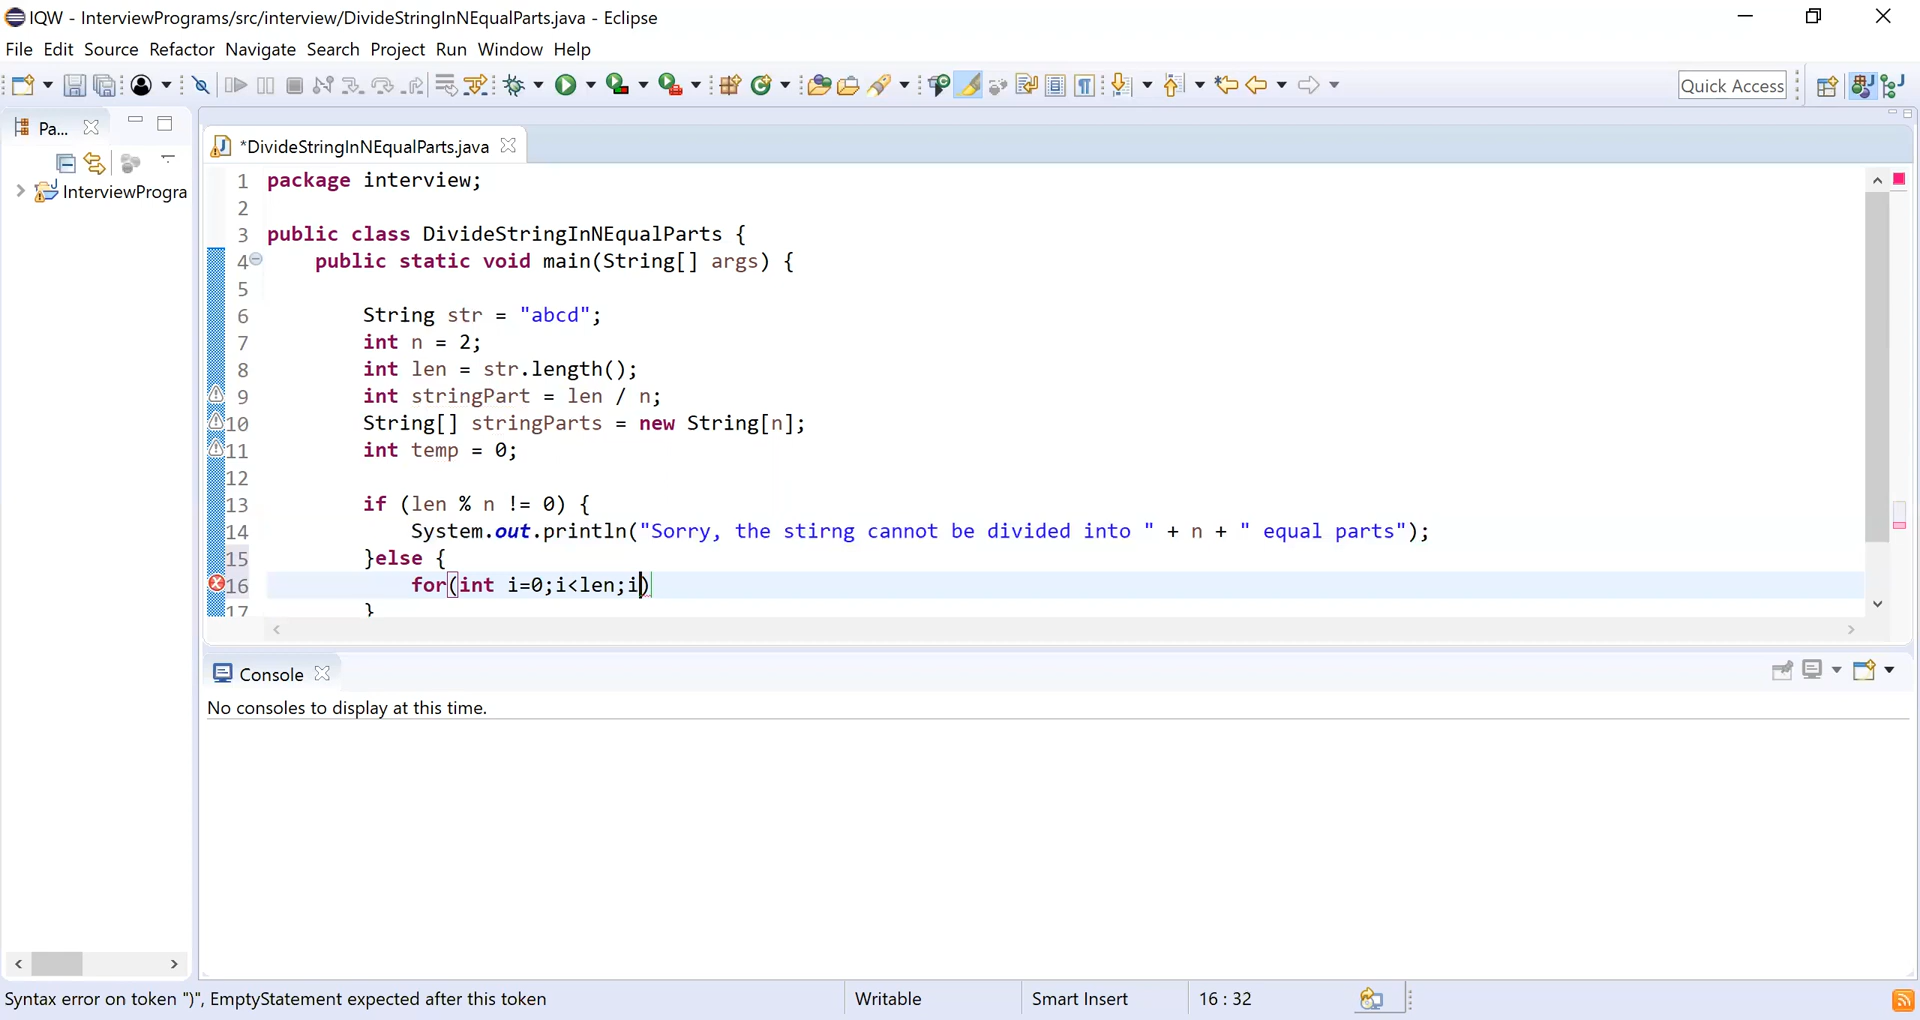 IQW - InterviewPrograms/src/interview/DivideStringInNEqualParts.java - Eclipse
File Edit Source Refactor Navigate Search Project Run Window Help
Quick Access
Pa...
InterviewProgra
*DivideStringInNEqualParts.java
1 package interview;
2
3 public class DivideStringInNEqualParts {
4 public static void main(String[] args) {
5
6 String str = "abcd";
7 int n = 2;
8 int len = str.length();
9 int stringPart = len / n;
10 String[] stringParts = new String[n];
11 int temp = 0;
12
13 if (len % n != 0) {
14 System.out.println("Sorry, the stirng cannot be divided into " + n + " equal parts");
15 }else {
16 for(int i=0;i<len;i)
17 }
Console
No consoles to display at this time.
Syntax error on token ")", EmptyStatement expected after this token
Writable
Smart Insert
16 : 32